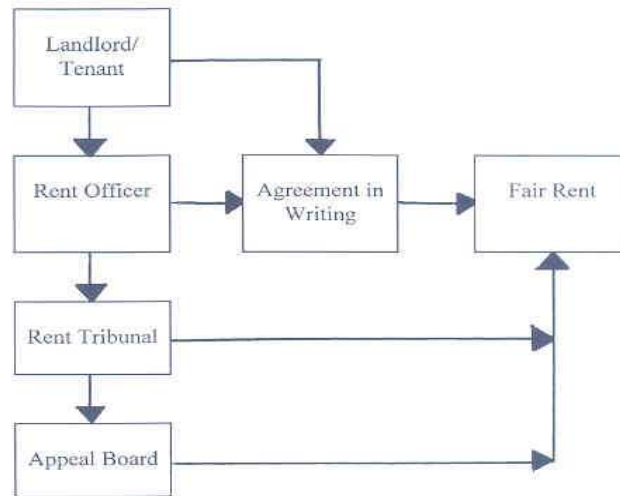 Landlord/
Tenant
Rent Officer
Agreement in
Writing
Fair Rent
Rent Tribunal
Appeal Board